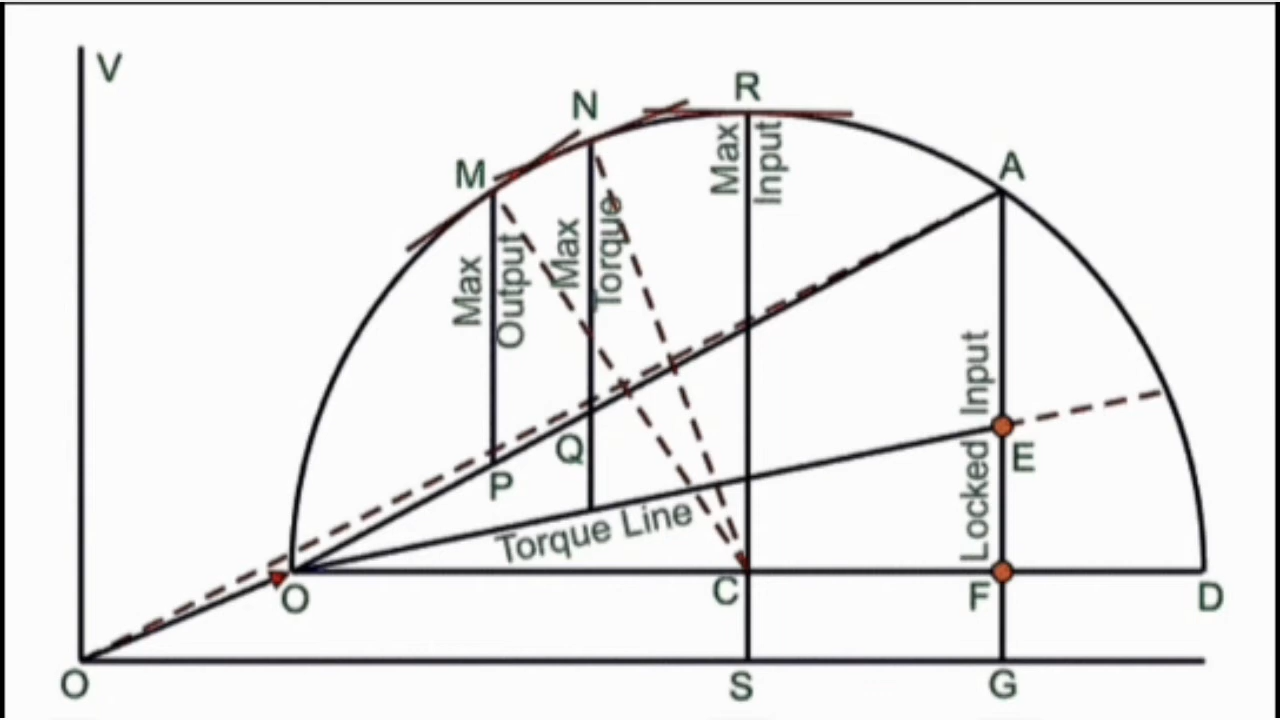 V
N
R
M
A
Max
Input
Max
Torque
Max
Output
Locked Input
Q
P
E
Torque Line
O
C
F
D
O
S
G